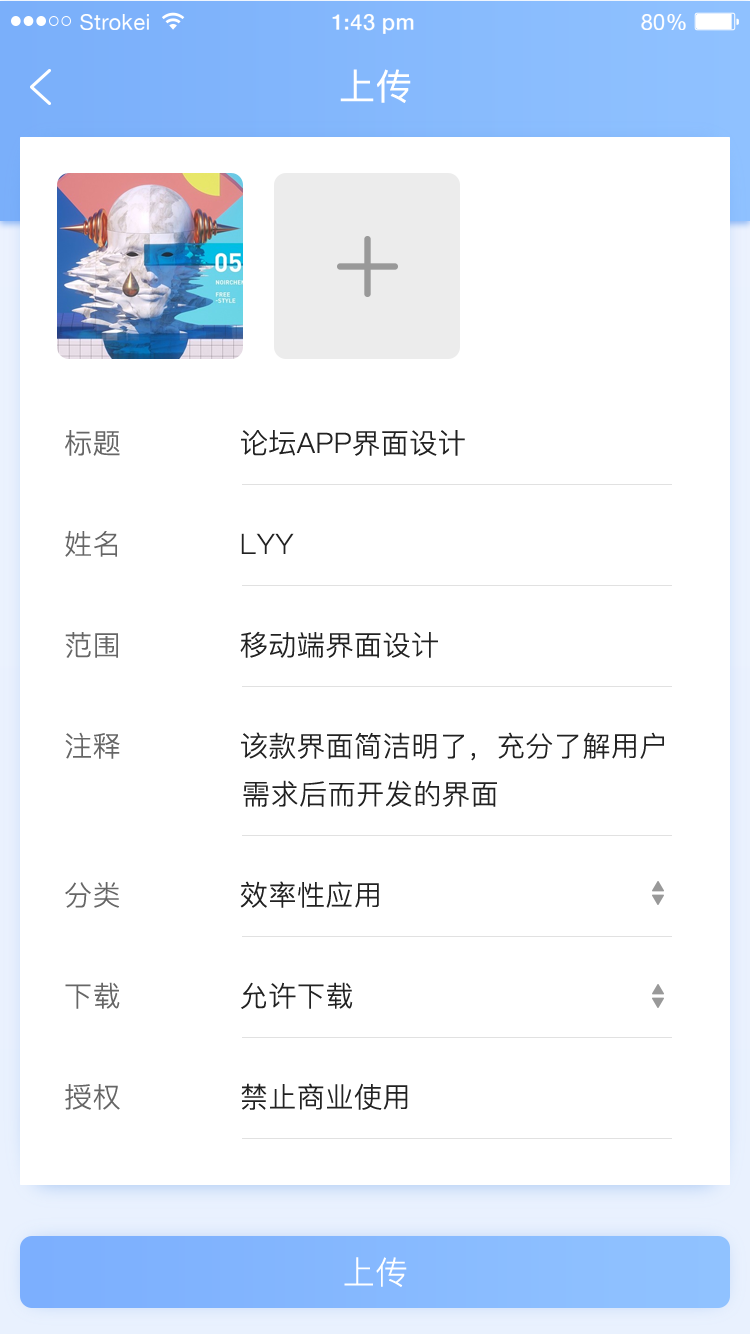 Strokei 1:43 pm 80%
上传
05
NOIRCHER
FREE
-STYLE
标题 论坛APP界面设计
姓名 LYY
范围 移动端界面设计
注释 该款界面简洁明了，充分了解用户
需求后而开发的界面
分类 效率性应用
下载 允许下载
授权 禁止商业使用
上传